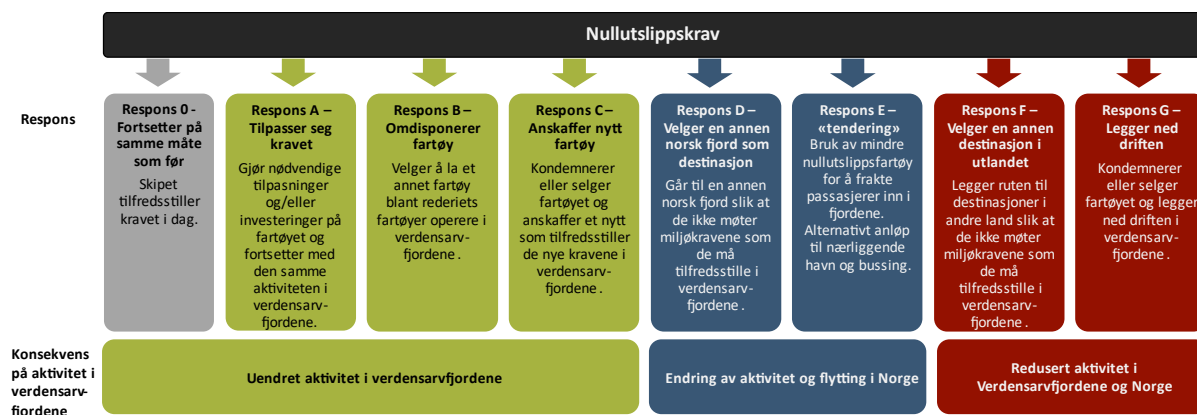 Nullutslippskrav
Respons
Respons 0 -
Fortsetter på
samme måte
som før
Skipet
tilfredsstiller
kravet i dag.
Respons A –
Tilpasser seg
kravet
Gjør nødvendige
tilpasninger
og/eller
investeringer på
fartøyet og
fortsetter med
den samme
aktiviteten i
verdensarv-
fjordene.
Respons B –
Omdisponerer
fartøy
Velger å la et
annet fartøy
blant rederiets
fartøyer operere i
verdensarv-
fjordene .
Respons C –
Anskaffer nytt
fartøy
Kondemnerer
eller selger
fartøyet og
anskaffer et nytt
som tilfredsstiller
de nye kravene i
verdensarv-
fjordene .
Respons D –
Velger en annen
norsk fjord som
destinasjon
Går til en annen
norsk fjord slik at
de ikke møter
miljøkravene som
de må
tilfredsstille i
verdensarv-
fjordene .
Respons E –
«tendering»
Bruk av mindre
nullutslippsfartøy
for å frakte
passasjerer inn i
fjordene.
Alternativt anløp
til nærliggende
havn og bussing.
Respons F –
Velger en annen
destinasjon i
utlandet
Legger ruten til
destinasjoner i
andre land slik at
de ikke møter
miljøkravene som
de må
tilfredsstille i
verdensarv-
fjordene .
Respons G –
Legger ned
driften
Kondemnerer
eller selger
fartøyet og legger
ned driften i
verdensarv-
fjordene .
Konsekvens
på aktivitet i
verdensarv-
fjordene
Uendret aktivitet i verdensarvfjordene
Endring av aktivitet og flytting i Norge
Redusert aktivitet i
Verdensarvfjordene og Norge